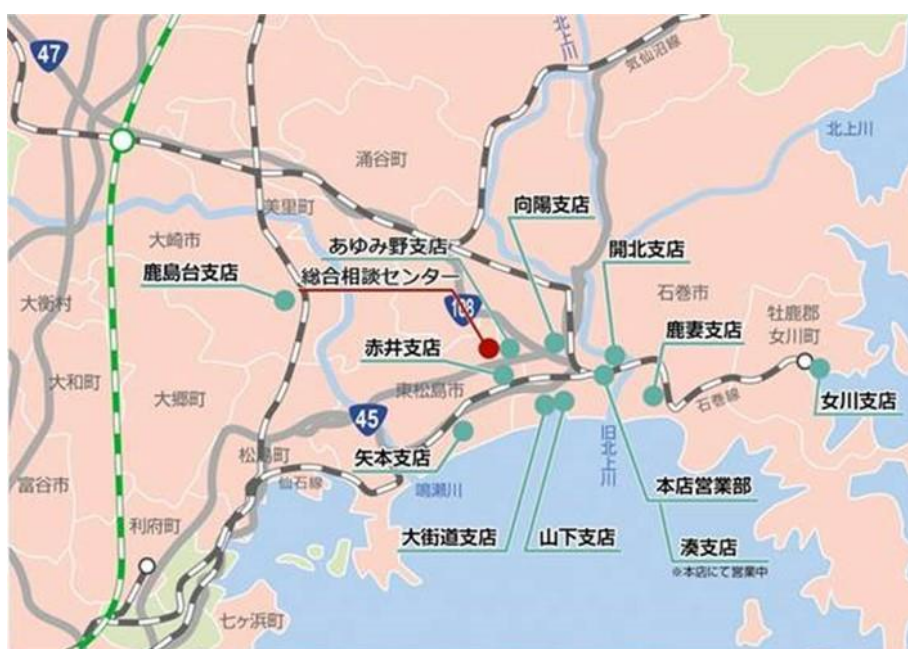 47
北上川
気仙沼線
北上川
涌谷町
向陽支店
美里町
大崎市
あゆみ野支店
開北支店
鹿島台支店
総合相談センター
石巻市
大衡村
108
牡鹿郡
女川町
赤井支店
鹿妻支店
大和町
東松島市
大郷町
石巻線
女川支店
45
矢本支店
旧北上川
松島町
富谷市
仙石線
鳴瀬川
本店営業部
利府町
大街道支店
山下支店
湊支店
※本店にて営業中
七ヶ浜町